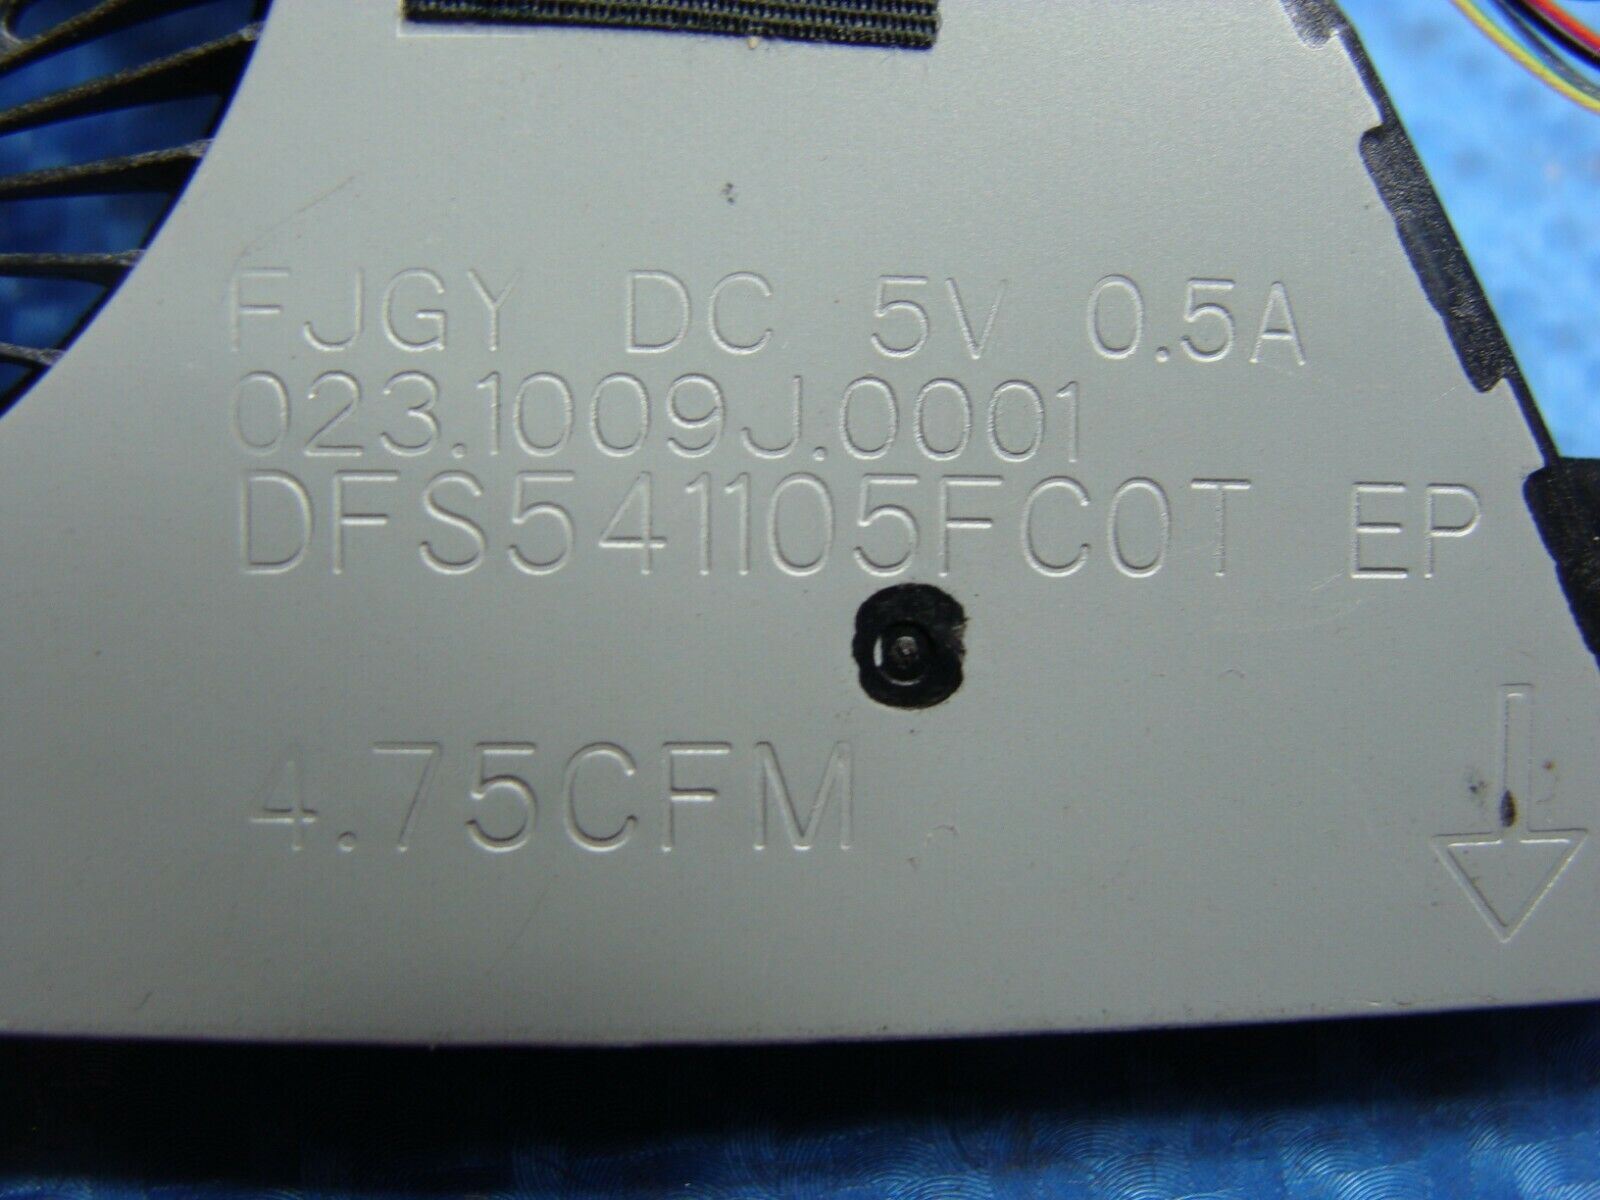 FJGY DC 5V 0.5A
023.1009J.0001
DFS541105FC0T EP
4.75CFM